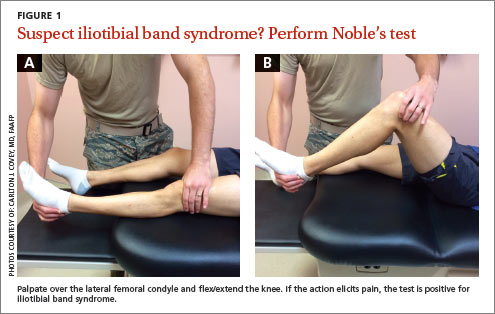 FIGURE 1
Suspect iliotibial band syndrome? Perform Noble's test
A
B
PHOTOS COURTESY OF: CARLTON J. COVEY, MD, FAAFP
Palpate over the lateral femoral condyle and flex/extend the knee. If the action elicits pain, the test is positive for
iliotibial band syndrome.